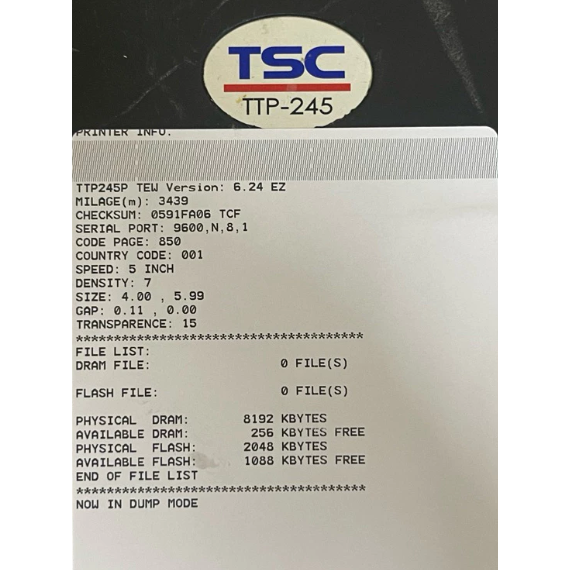 TSC
TTP-245
PRINTER INFO.
TTP245P TEW Version: 6.24 EZ
MILAGE(m): 3439
CHECKSUM: 0591FA06 TCF
SERIAL PORT: 9600,N,8,1
CODE PAGE: 850
COUNTRY CODE: 001
SPEED: 5 INCH
DENSITY: 7
SIZE: 4.00 , 5.99
GAP: 0.11 , 0.00
TRANSPARENCE: 15
************************************
FILE LIST:
DRAM FILE: 0 FILE(S)
FLASH FILE: 0 FILE(S)
PHYSICAL DRAM: 8192 KBYTES
AVAILABLE DRAM: 256 KBYTES FREE
PHYSICAL FLASH: 2048 KBYTES
AVAILABLE FLASH: 1088 KBYTES FREE
END OF FILE LIST
************************************
NOW IN DUMP MODE